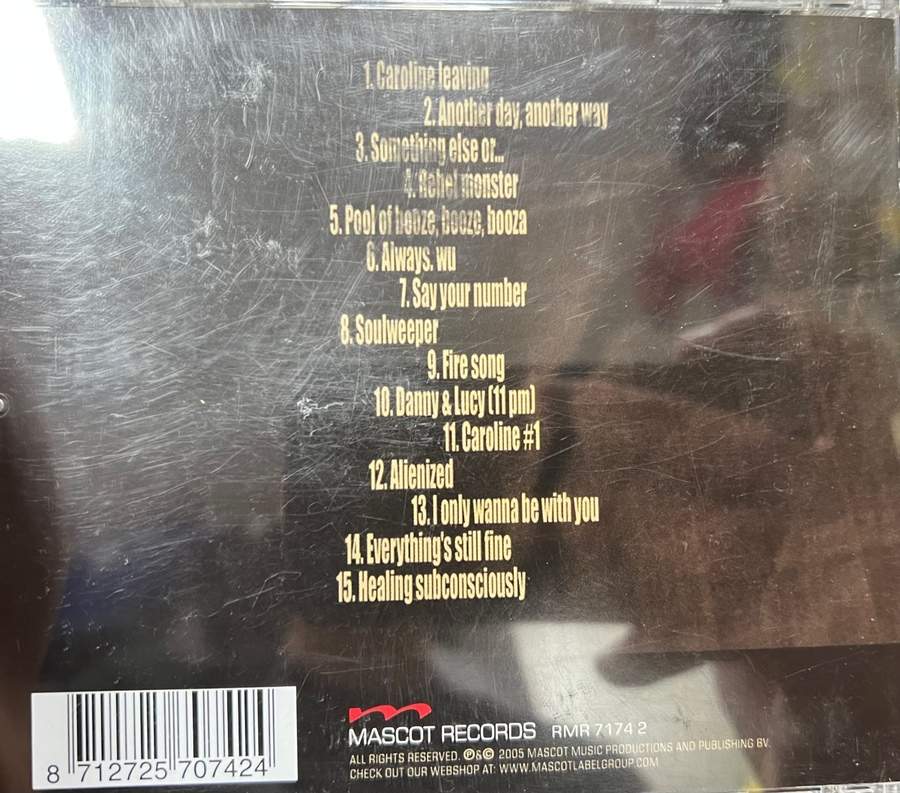 1. Caroline leaving
2. Another day, another way
3. Something else or...
4. Rebel monster
5. Pool of booze, booze, booza
6. Always. wu
7. Say your number
8. Soulweeper
9. Fire song
10. Danny & Lucy (11 pm)
11. Caroline #1
12. Alienized
13. I only wanna be with you
14. Everything's still fine
15. Healing subconsciously
MASCOT RECORDS RMR 7174 2
ALL RIGHTS RESERVED. ℗&© 2005 MASCOT MUSIC PRODUCTIONS AND PUBLISHING BV.
CHECK OUT OUR WEBSHOP AT: WWW.MASCOTLABELGROUP.COM
8 712725 707424